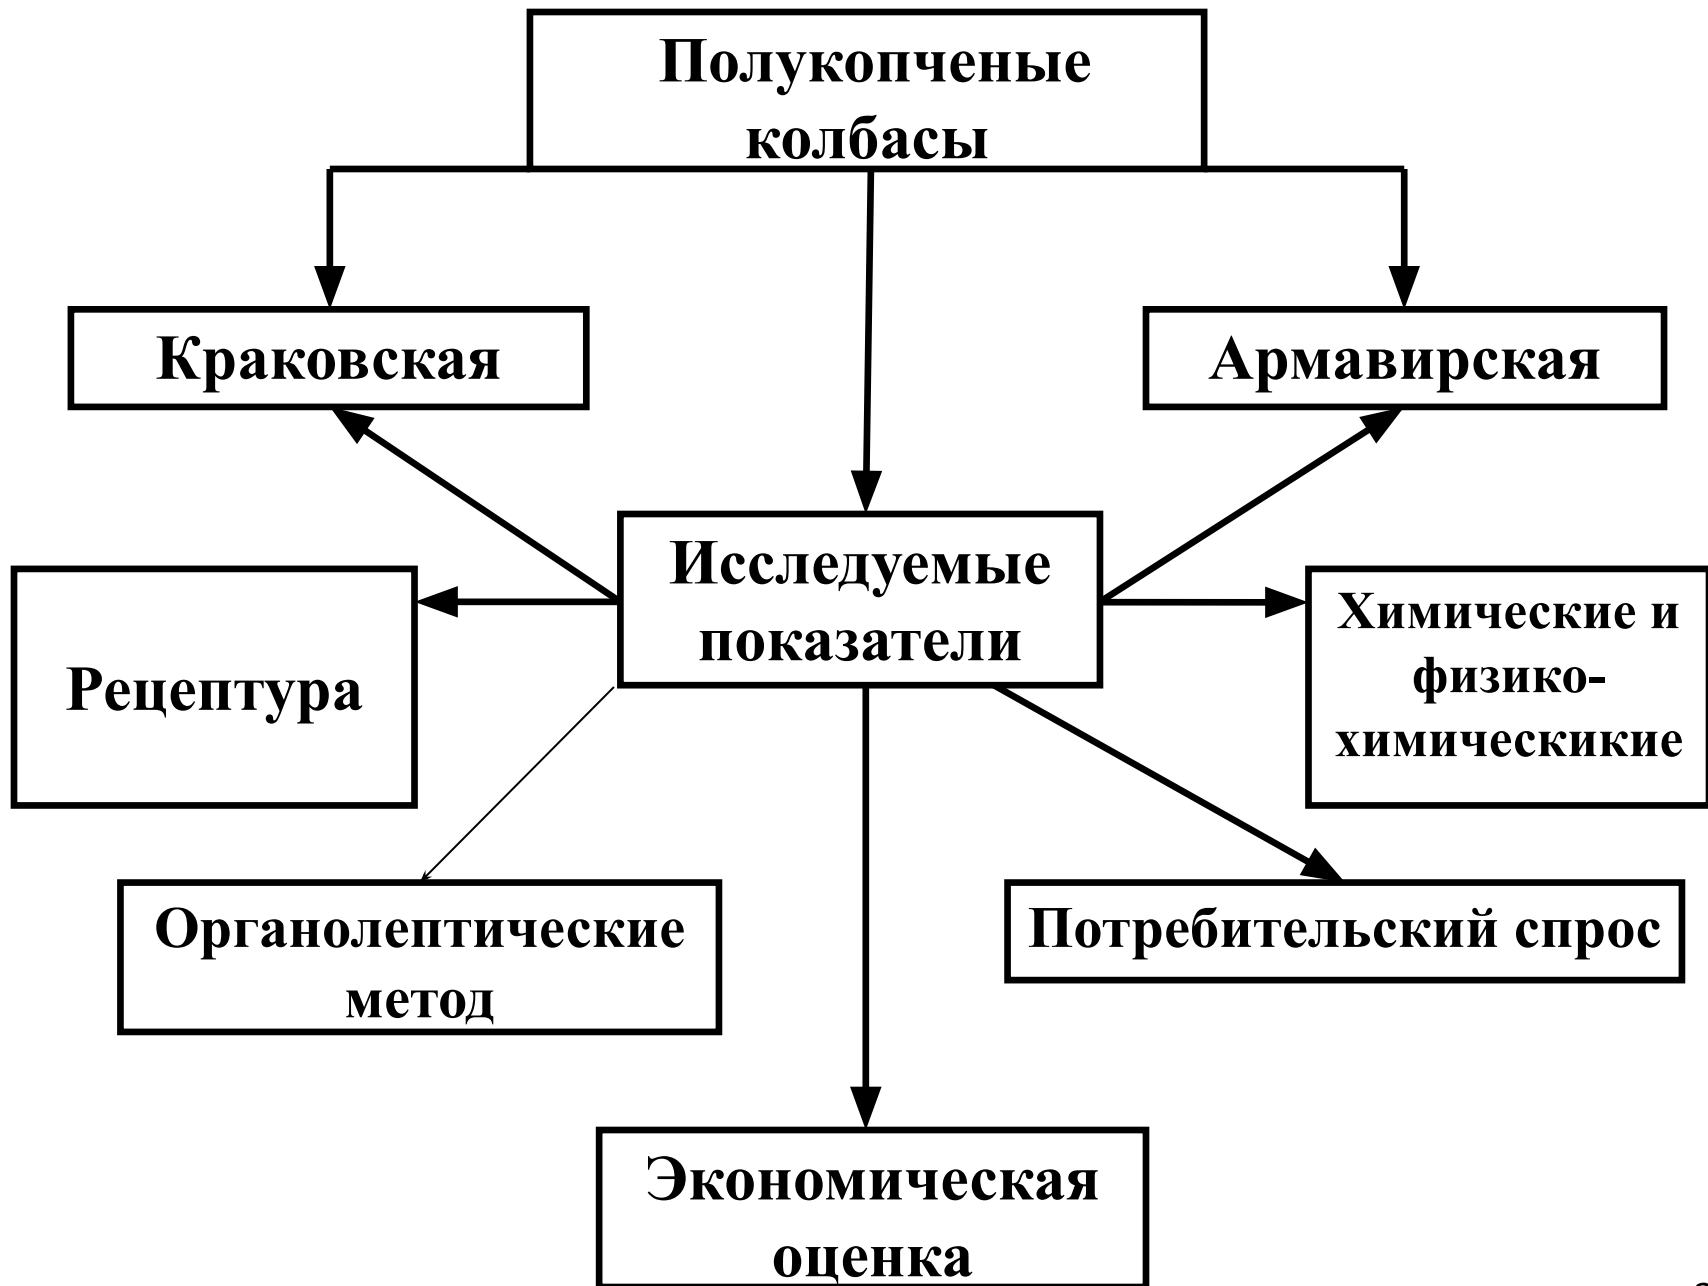 Полукопченые
колбасы
Краковская
Армавирская
Исследуемые
показатели
Рецептура
Химические и
физико-
химическикие
Органолептические
метод
Потребительский спрос
Экономическая
оценка